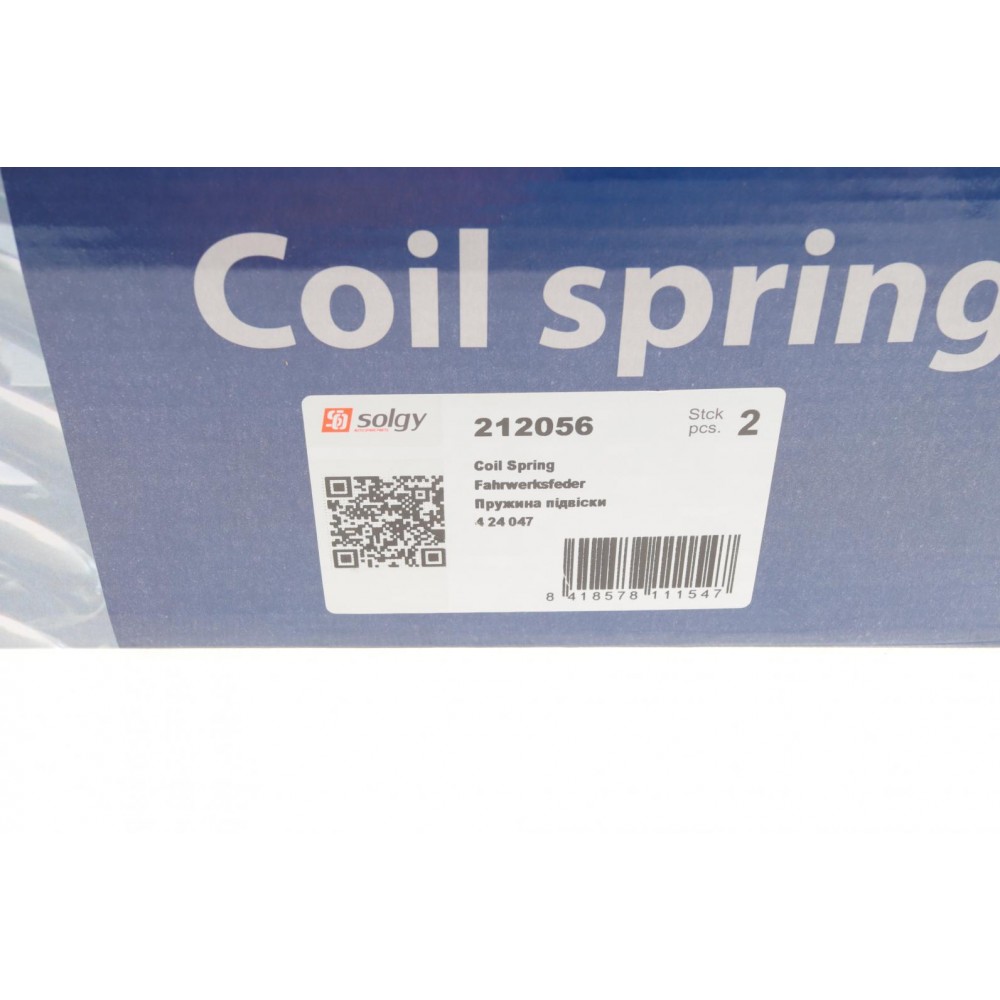 Coil spring
solgy
212056
Stck
pcs. 2
Coil Spring
Fahrwerksfeder
Пружина підвіски
4 24 047
8 418578 111547